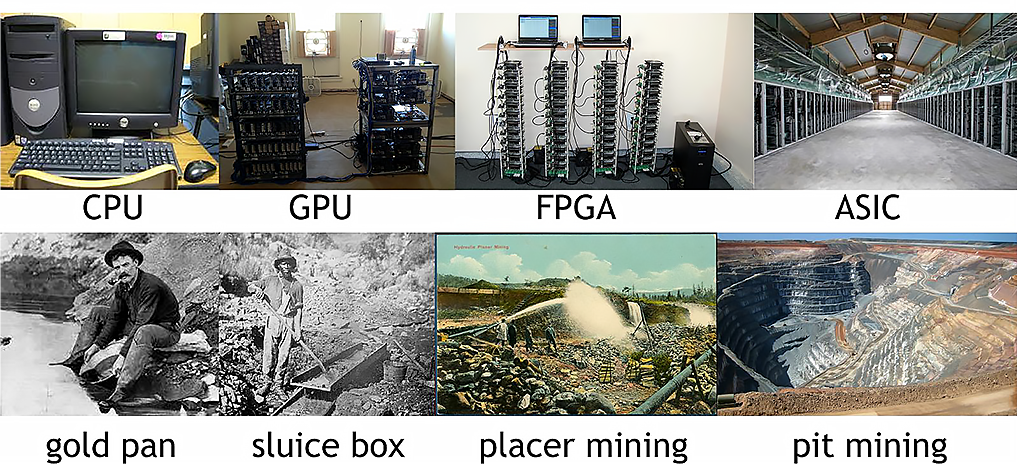 CPU
GPU
FPGA
ASIC
Hydraulic Placer Mining
gold pan
sluice box
placer mining
pit mining